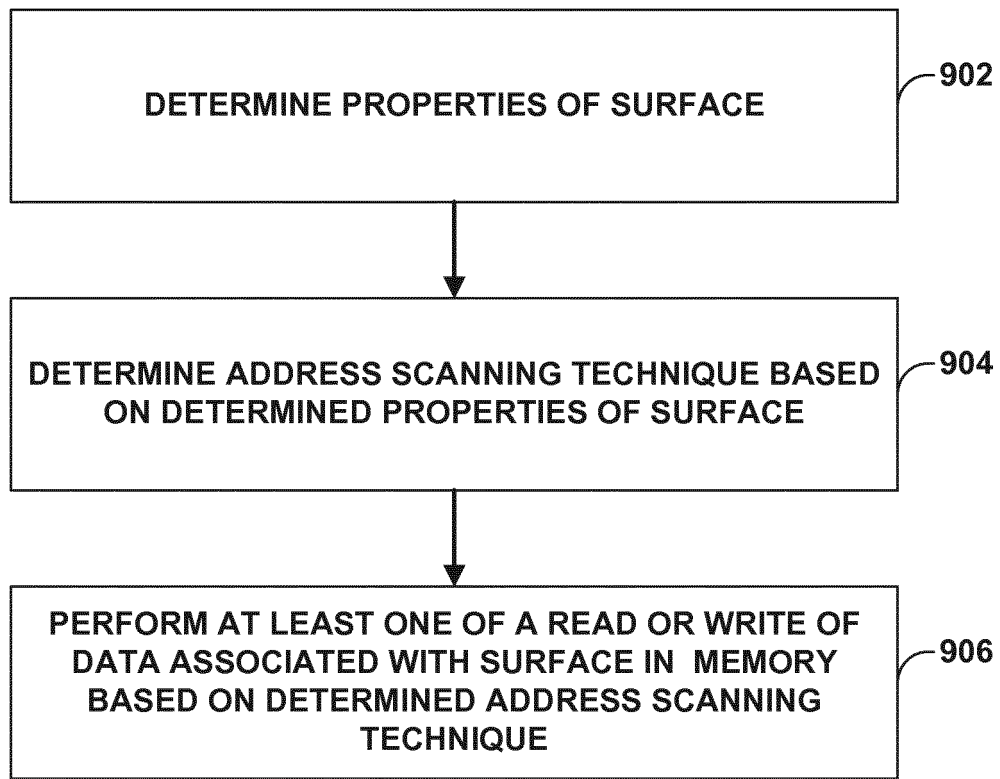 DETERMINE PROPERTIES OF SURFACE
902
DETERMINE ADDRESS SCANNING TECHNIQUE BASED
ON DETERMINED PROPERTIES OF SURFACE
904
PERFORM AT LEAST ONE OF A READ OR WRITE OF
DATA ASSOCIATED WITH SURFACE IN MEMORY
BASED ON DETERMINED ADDRESS SCANNING
TECHNIQUE
906